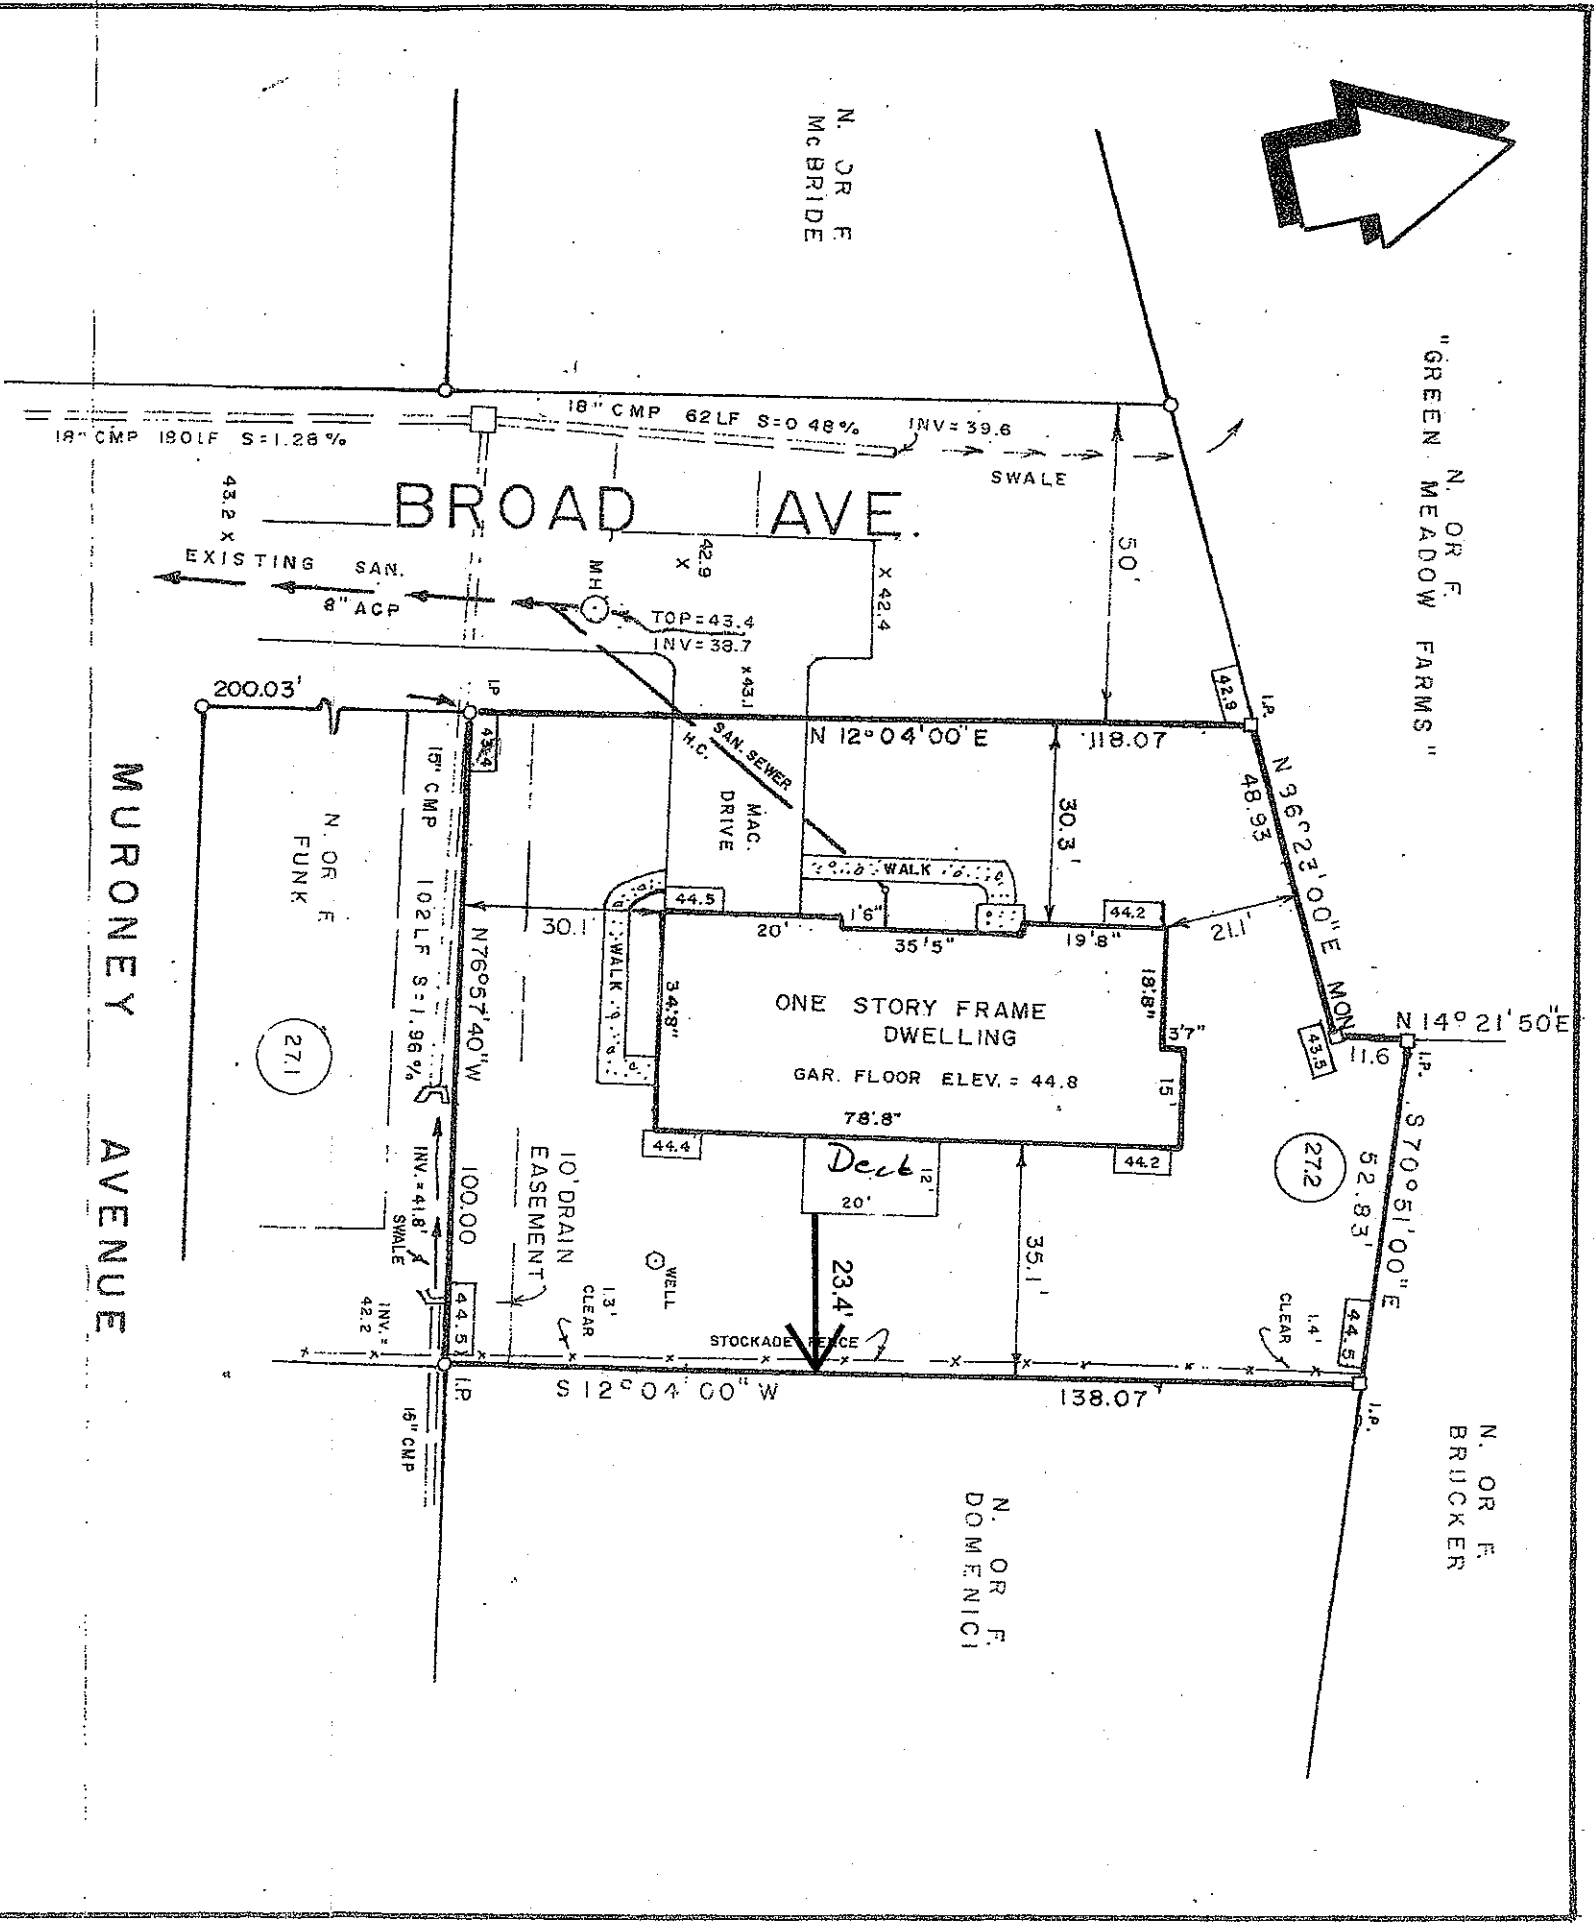 N. OR F.
McBRIDE
"GREEN MEADOW FARMS"
N. OR F.
18" CMP 62 LF S=0 48%
INV=39.6
SWALE
18" CMP 180LF S=1.28%
BROAD AVE.
43.2 X
42.9
X
X 42.4
50'
EXISTING SAN.
8" ACP
MH
TOP=43.4
INV=38.7
x43.1
42.9
I.P.
200.03'
I.P.
43.4
N 12°04'00"E 118.07
SAN. SEWER
H.C.
MAC.
DRIVE
30.3'
N 36°23'00"E
48.93
MON
N 14° 21' 50"E
11.6
43.5
I.P.
MURONEY AVENUE
N. OR F.
FUNK
27.1
15" CMP 102LF S=1.96%
N76°57'40"W 100.00
30.1
WALK
WALK
44.5
20'
1'6"
35'5"
19'8"
44.2
21.1'
34'8"
18'8"
3'7"
15'
ONE STORY FRAME
DWELLING
GAR. FLOOR ELEV. = 44.8
78'.8"
44.4
44.2
Deck
12'
20'
27.2
S 70°51'00"E
52.83'
10' DRAIN
EASEMENT
INV.=41.8'
SWALE
INV.=
42.2
44.5
WELL
1.3'
CLEAR
23.4'
35.1'
STOCKADE FENCE
1.4'
CLEAR
44.5
I.P.
S 12°04'00"W
138.07
I.P.
15" CMP
N. OR F.
DOMENICI
N. OR F.
BRUCKER